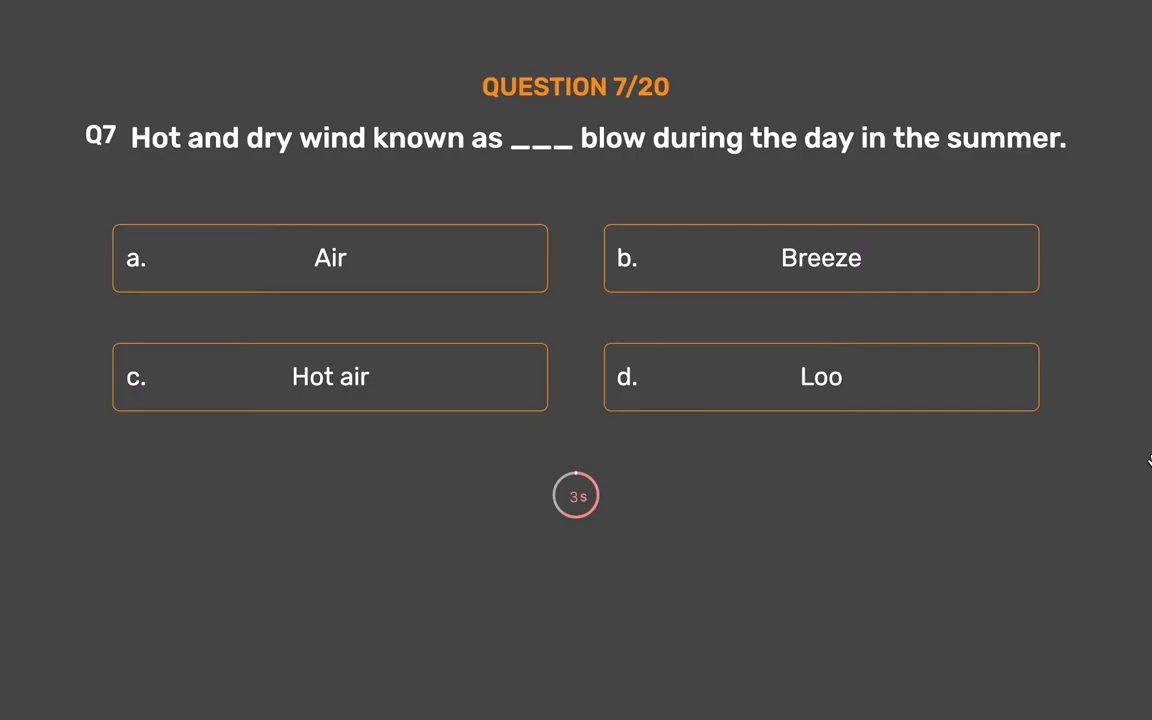 QUESTION 7/20
Q7 Hot and dry wind known as ___ blow during the day in the summer.
a. Air
b. Breeze
c. Hot air
d. Loo
3s